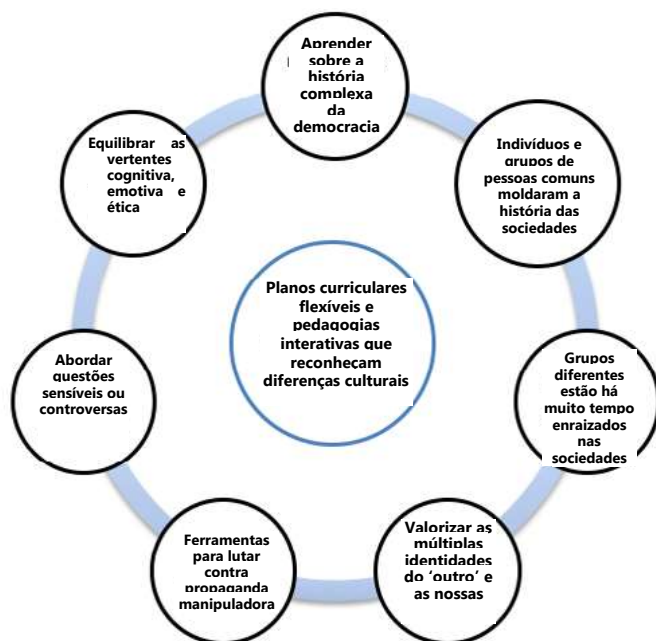 Aprender
sobre a
história
complexa
da
democracia
Indivíduos e
grupos de
pessoas comuns
moldaram a
história das
sociedades
Grupos
diferentes
estão há
muito tempo
enraizados
nas
sociedades
Valorizar as
múltiplas
identidades
do ‘outro’ e
as nossas
Ferramentas
para lutar
contra
propaganda
manipuladora
Abordar
questões
sensíveis ou
controversas
Equilibrar as
vertentes
cognitiva,
emotiva e
ética
Planos curriculares
flexíveis e
pedagogias
interativas que
reconheçam
diferenças culturais